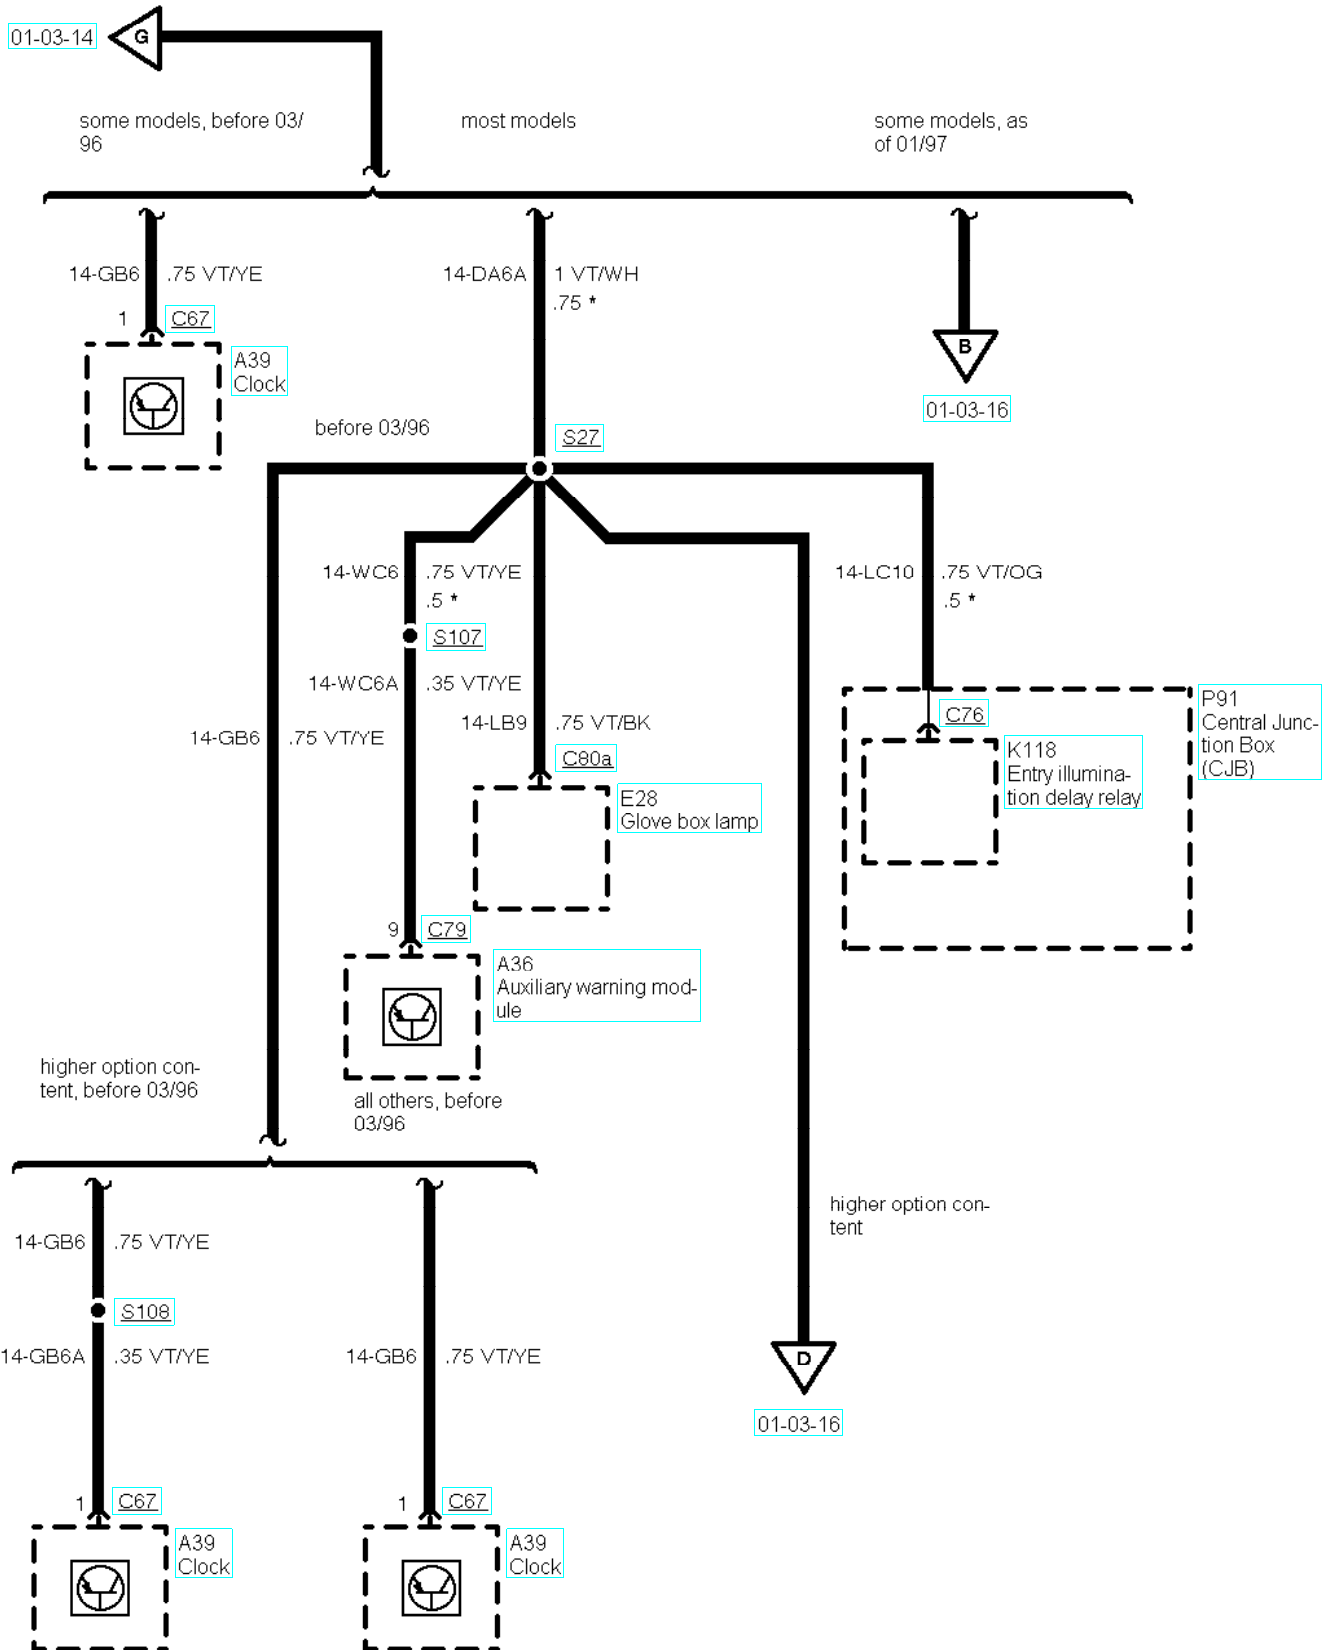 01-03-14
G
some models, before 03/
96
most models
some models, as
of 01/97
14-GB6
.75 VT/YE
14-DA6A
1 VT/WH
.75 *
1
C67
A39
Clock
B
01-03-16
before 03/96
S27
14-WC6
.75 VT/YE
.5 *
14-LC10
.75 VT/OG
.5 *
S107
14-WC6A
.35 VT/YE
14-LB9
.75 VT/BK
14-GB6
.75 VT/YE
C80a
E28
Glove box lamp
C76
K118
Entry illumina-
tion delay relay
P91
Central Junc-
tion Box
(CJB)
9
C79
A36
Auxiliary warning mod-
ule
higher option con-
tent, before 03/96
all others, before
03/96
higher option con-
tent
14-GB6
.75 VT/YE
S108
14-GB6A
.35 VT/YE
14-GB6
.75 VT/YE
D
01-03-16
1
C67
A39
Clock
1
C67
A39
Clock